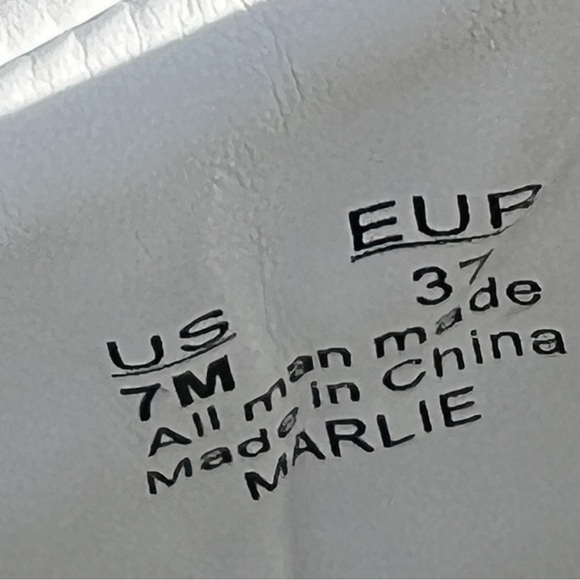 US EUR
7M 37
All man made
Made in China
MARLIE